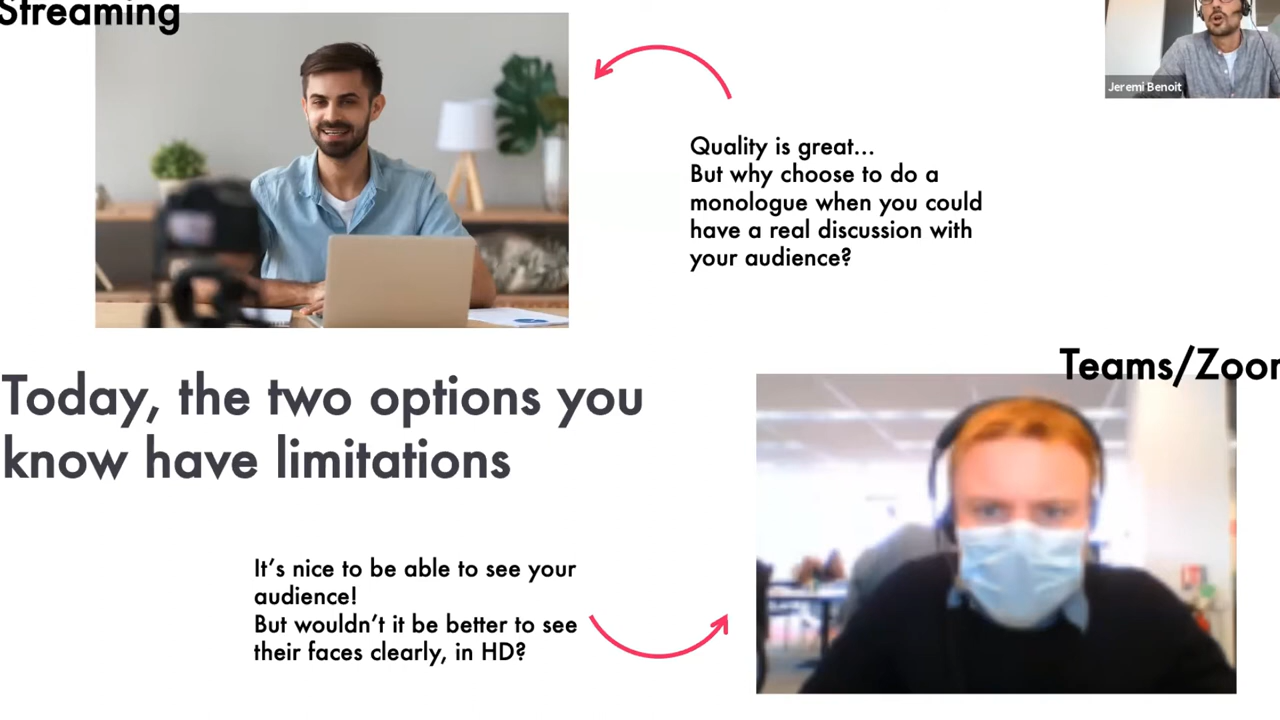 Streaming
Jeremi Benoit
Quality is great...
But why choose to do a
monologue when you could
have a real discussion with
your audience?
Teams/Zoom
Today, the two options you
know have limitations
It's nice to be able to see your
audience!
But wouldn't it be better to see
their faces clearly, in HD?